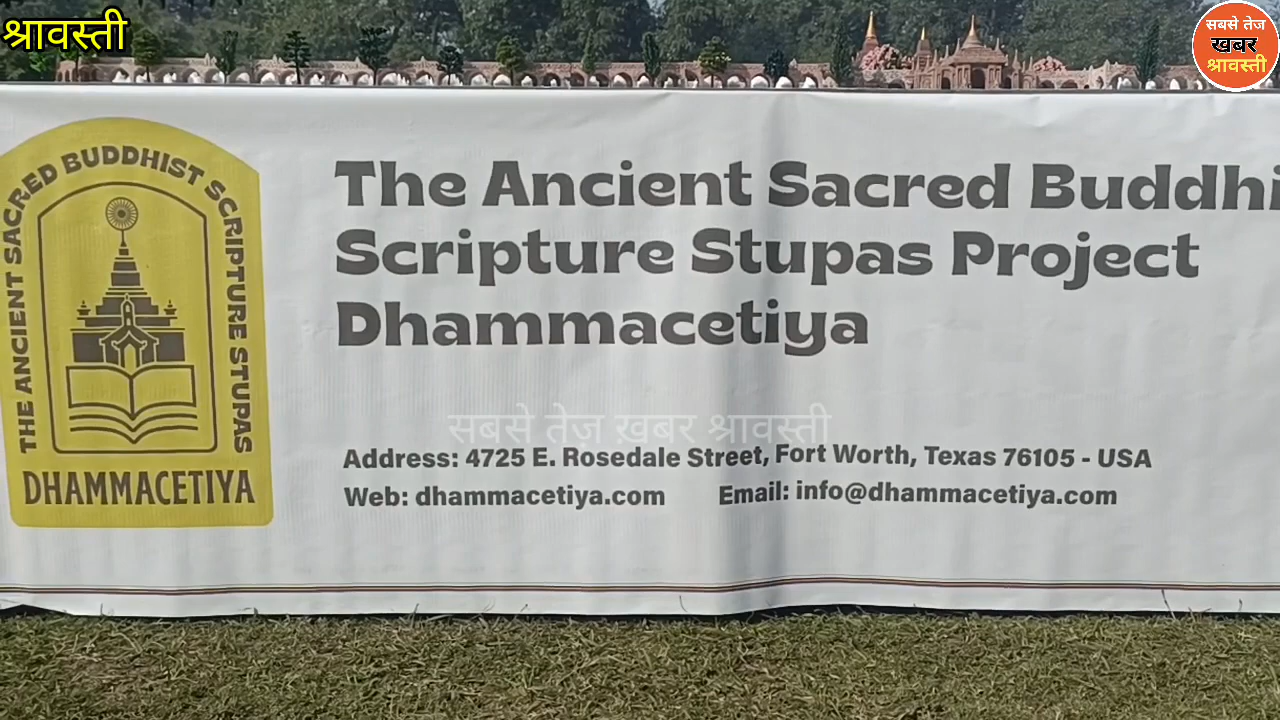 श्रावस्ती
सबसे तेज
खबर
श्रावस्ती
THE ANCIENT SACRED BUDDHIST SCRIPTURE STUPAS
DHAMMACETIYA
The Ancient Sacred Buddhi
Scripture Stupas Project
Dhammacetiya
सबसे तेज़ ख़बर श्रावस्ती
Address: 4725 E. Rosedale Street, Fort Worth, Texas 76105 - USA
Web: dhammacetiya.com Email: info@dhammacetiya.com